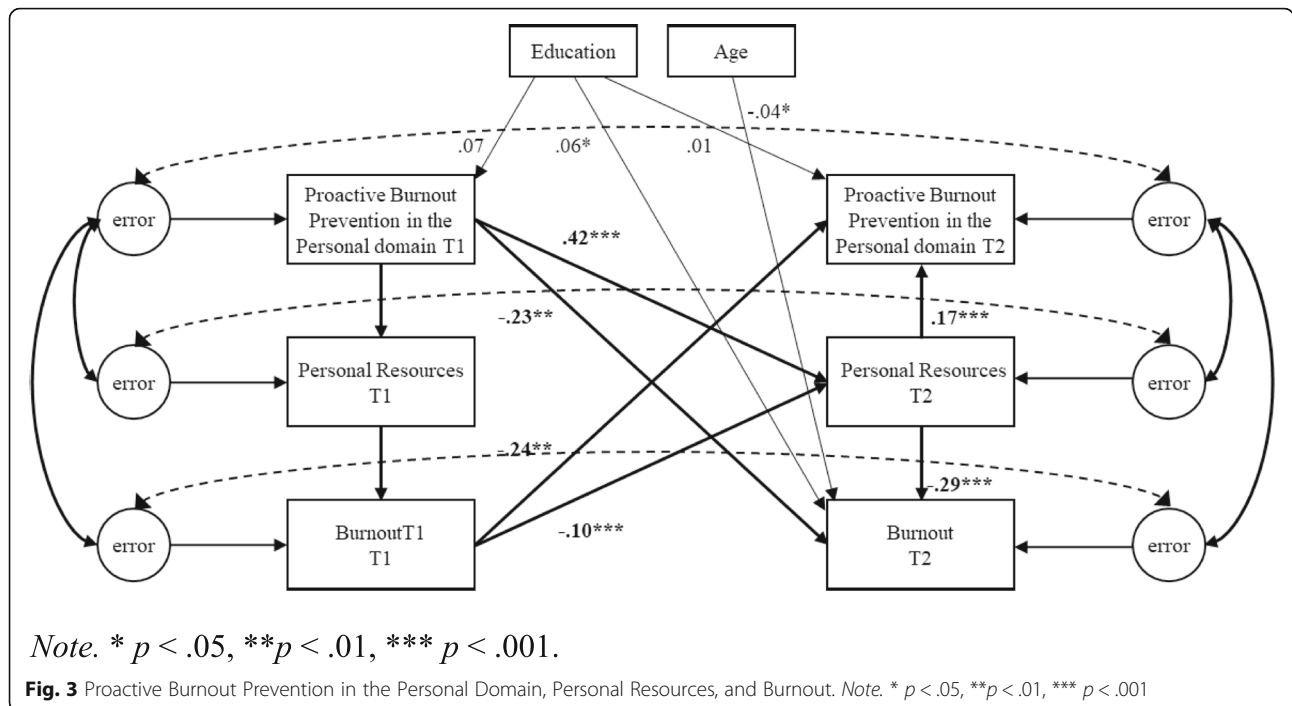 Education
Age
-.04*
.07
.06*
.01
error
Proactive Burnout
Prevention in the
Personal domain T1
Proactive Burnout
Prevention in the
Personal domain T2
error
.42***
-.23**
.17***
error
Personal Resources
T1
Personal Resources
T2
error
-.24**
-.29***
error
BurnoutT1
T1
-.10***
Burnout
T2
error
Note. * p < .05, **p < .01, *** p < .001.
Fig. 3 Proactive Burnout Prevention in the Personal Domain, Personal Resources, and Burnout. Note. * p < .05, **p < .01, *** p < .001